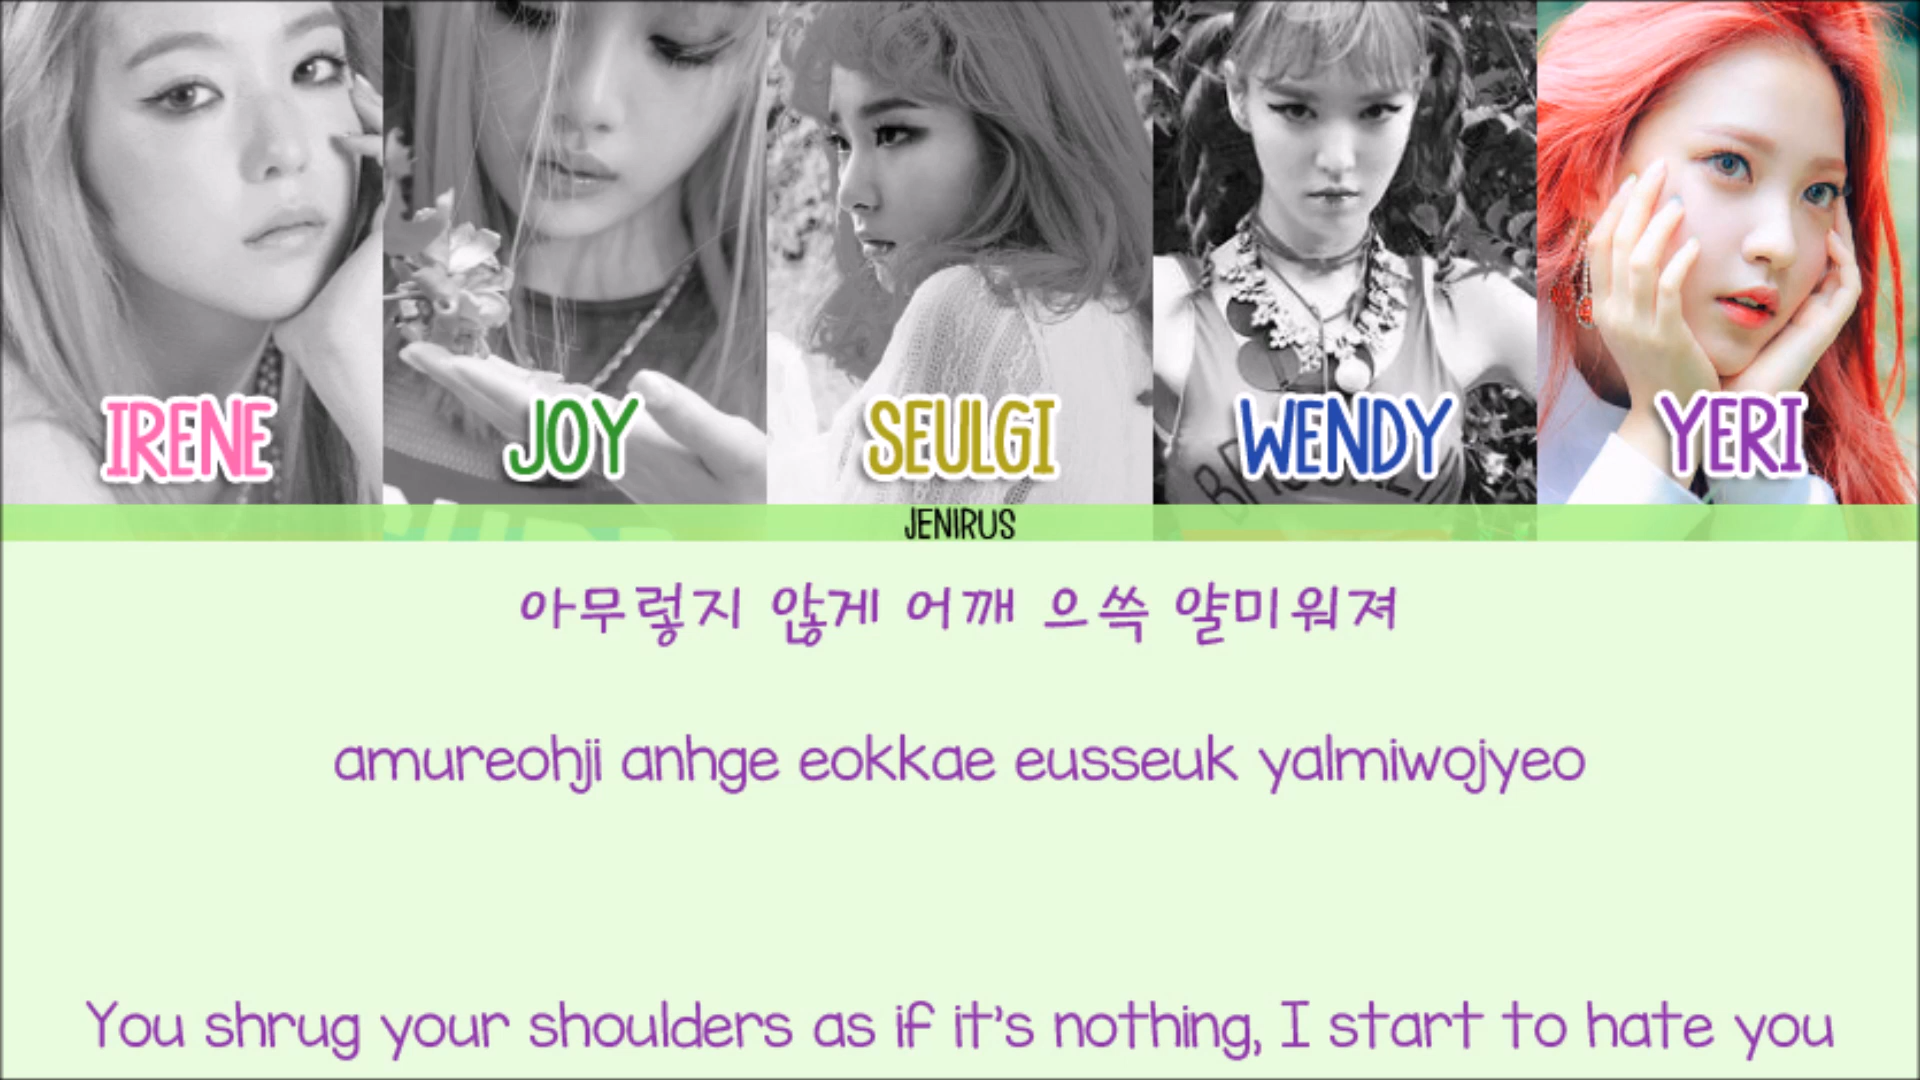 IRENE JOY SEULGI WENDY YERI
JENIRUS
아무렇지 않게 어깨 으쓱 얄미워져
amureohji anhge eokkae eusseuk yalmiwojyeo
You shrug your shoulders as if it's nothing, I start to hate you